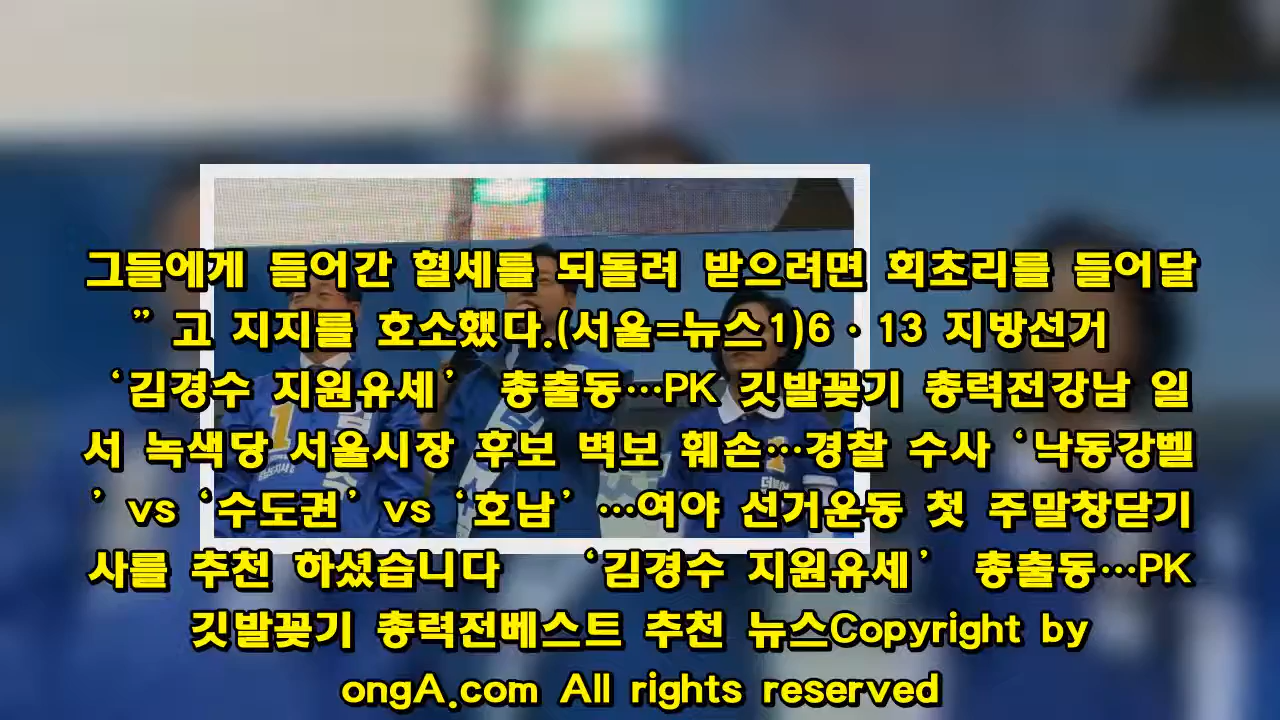 그들에게 들어간 혈세를 되돌려 받으려면 회초리를 들어달
”고 지지를 호소했다.(서울=뉴스1)6·13 지방선거
‘김경수 지원유세’ 총출동…PK 깃발꽂기 총력전강남 일
서 녹색당 서울시장 후보 벽보 훼손…경찰 수사‘낙동강벨
’vs‘수도권’vs‘호남’…여야 선거운동 첫 주말창닫기
사를 추천 하셨습니다 ‘김경수 지원유세’ 총출동…PK
깃발꽂기 총력전베스트 추천 뉴스Copyright by
ongA.com All rights reserved